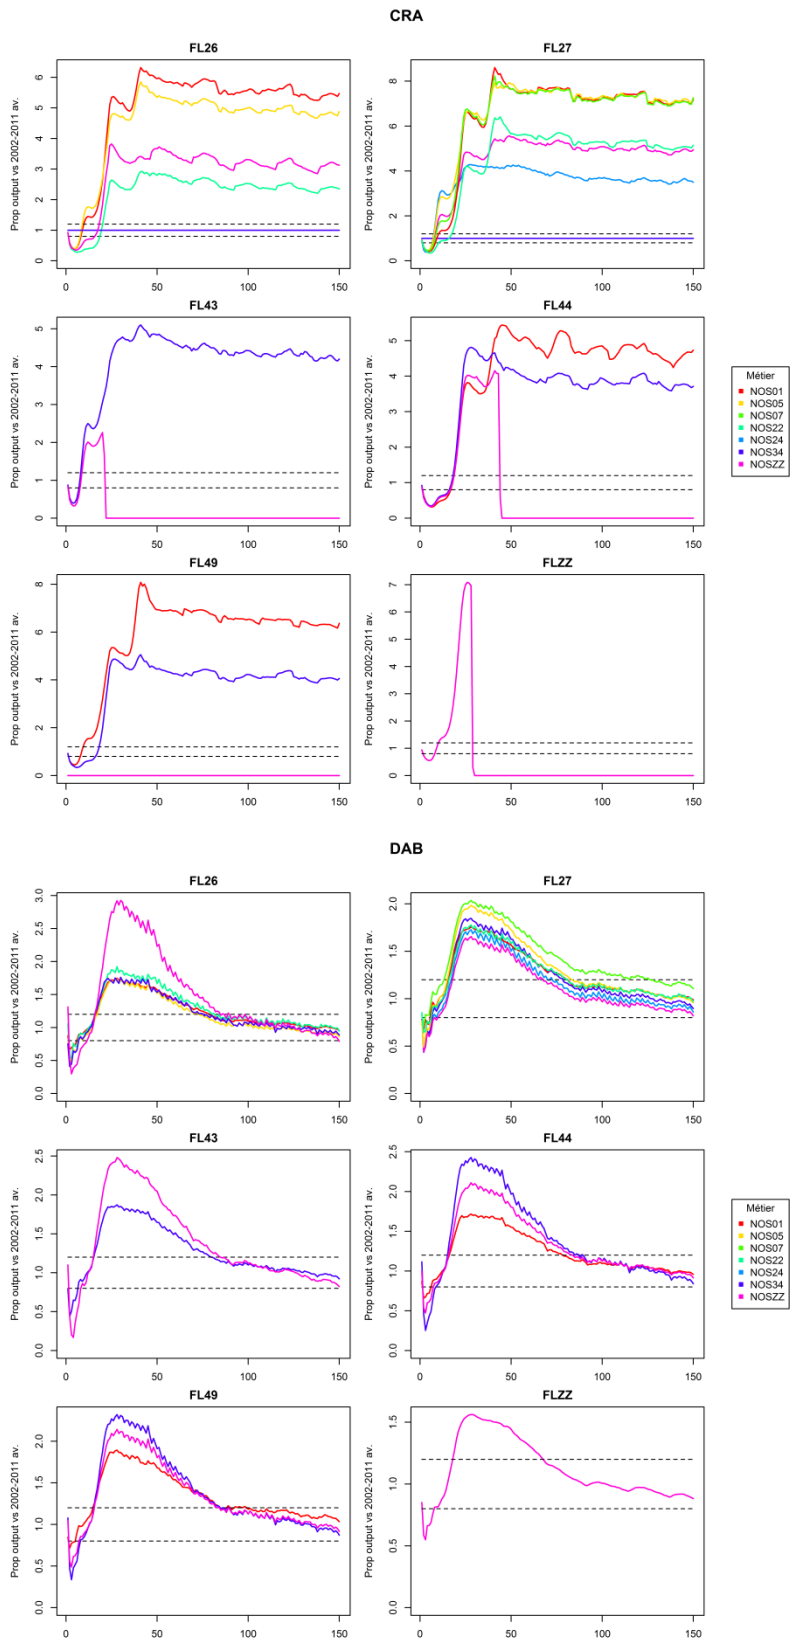 CRA
FL26
FL27
Prop output vs 2002-2011 av.
0 1 2 3 4 5 6
0 50 100 150
Prop output vs 2002-2011 av.
0 2 4 6 8
0 50 100 150
FL43
FL44
Prop output vs 2002-2011 av.
0 1 2 3 4 5
0 50 100 150
Prop output vs 2002-2011 av.
0 1 2 3 4 5
0 50 100 150
Métier
NOS01
NOS05
NOS07
NOS22
NOS24
NOS34
NOSZZ
FL49
FLZZ
Prop output vs 2002-2011 av.
0 2 4 6 8
0 50 100 150
Prop output vs 2002-2011 av.
0 1 2 3 4 5 6 7
0 50 100 150
DAB
FL26
FL27
Prop output vs 2002-2011 av.
0.0 0.5 1.0 1.5 2.0 2.5 3.0
0 50 100 150
Prop output vs 2002-2011 av.
0.0 0.5 1.0 1.5 2.0
0 50 100 150
FL43
FL44
Prop output vs 2002-2011 av.
0.0 0.5 1.0 1.5 2.0 2.5
0 50 100 150
Prop output vs 2002-2011 av.
0.0 0.5 1.0 1.5 2.0 2.5
0 50 100 150
Métier
NOS01
NOS05
NOS07
NOS22
NOS24
NOS34
NOSZZ
FL49
FLZZ
Prop output vs 2002-2011 av.
0.0 0.5 1.0 1.5 2.0
0 50 100 150
Prop output vs 2002-2011 av.
0.0 0.5 1.0 1.5
0 50 100 150